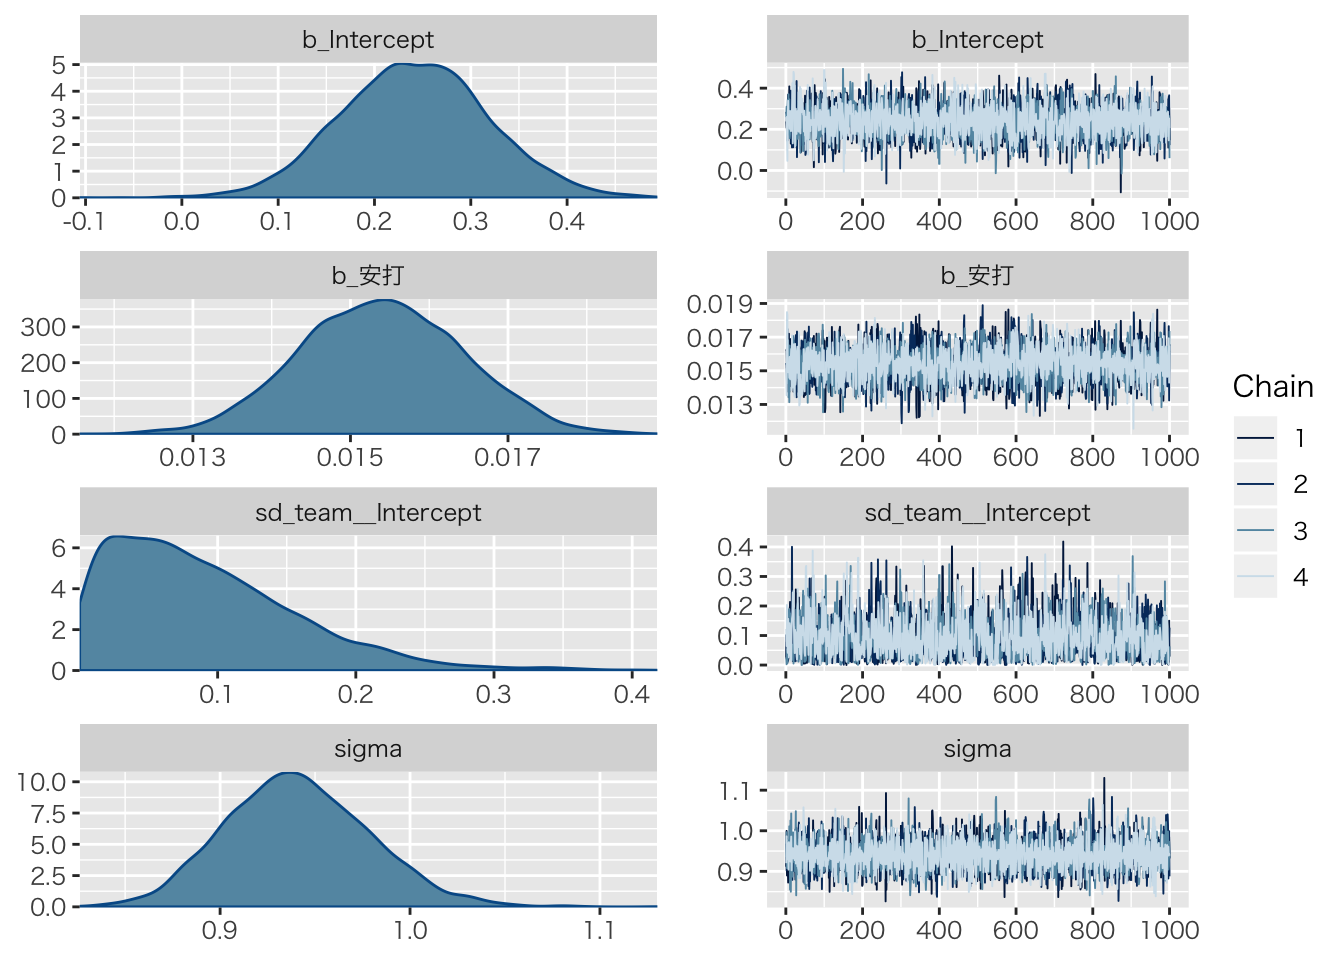 b_Intercept
5
4
3
2
1
0
-0.1 0.0 0.1 0.2 0.3 0.4
b_Intercept
0.4
0.2
0.0
0 200 400 600 800 1000
b_安打
300
200
100
0
0.013 0.015 0.017
b_安打
0.019
0.017
0.015
0.013
0 200 400 600 800 1000
sd_team__Intercept
6
4
2
0
0.1 0.2 0.3 0.4
sd_team__Intercept
0.4
0.3
0.2
0.1
0.0
0 200 400 600 800 1000
sigma
10.0
7.5
5.0
2.5
0.0
0.9 1.0 1.1
sigma
1.1
1.0
0.9
0 200 400 600 800 1000
Chain
1
2
3
4